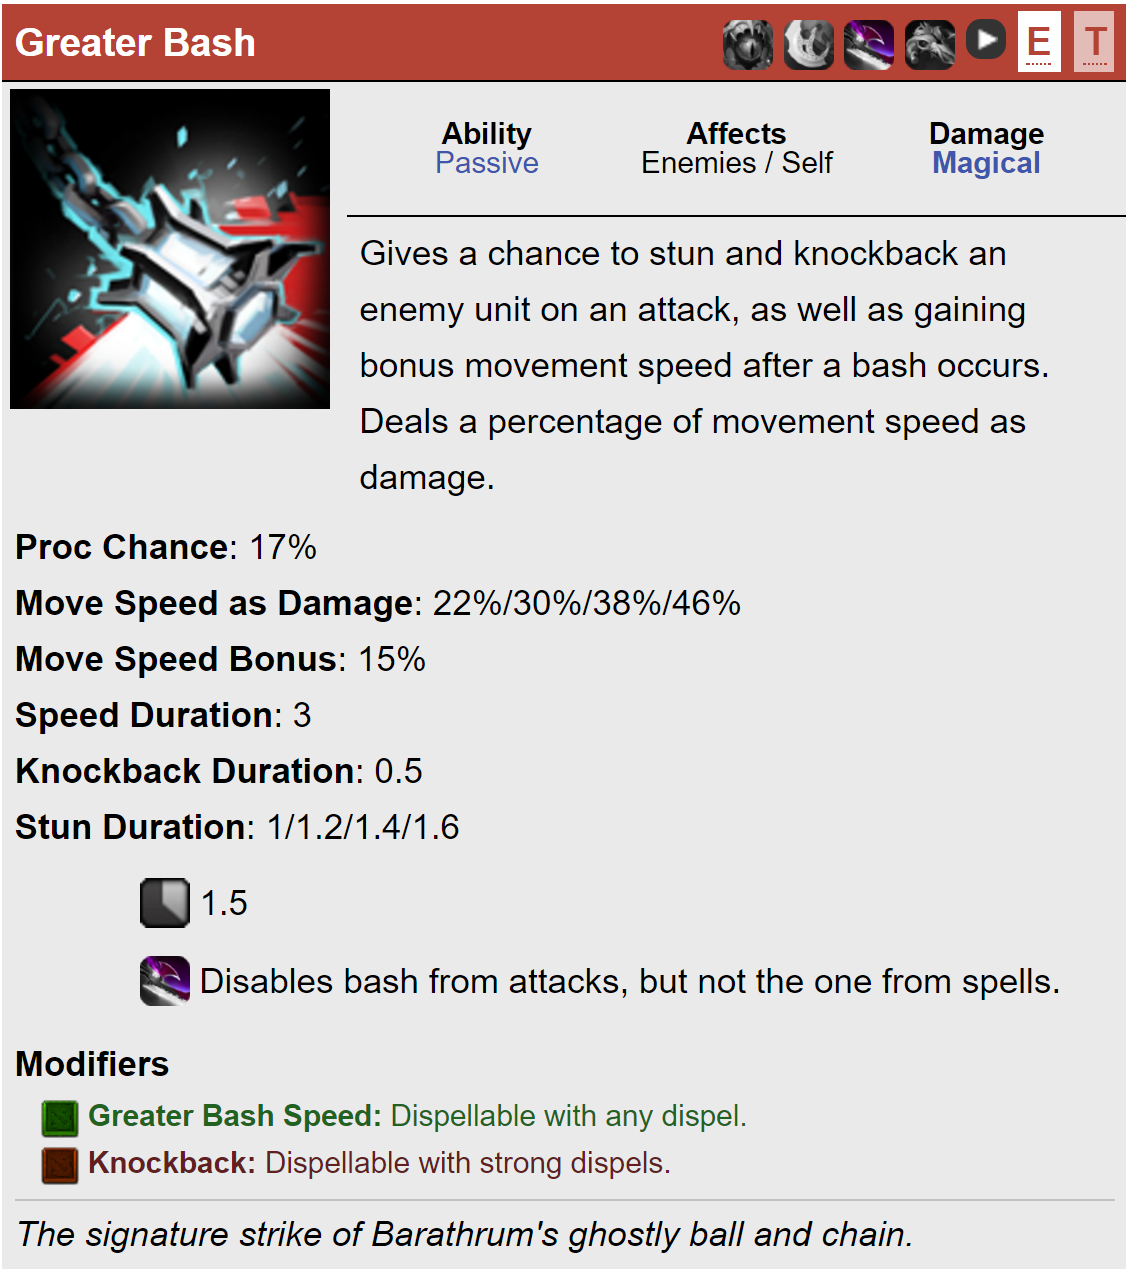 Greater Bash
E
T
Ability
Passive
Affects
Enemies / Self
Damage
Magical
Gives a chance to stun and knockback an
enemy unit on an attack, as well as gaining
bonus movement speed after a bash occurs.
Deals a percentage of movement speed as
damage.
Proc Chance: 17%
Move Speed as Damage: 22%/30%/38%/46%
Move Speed Bonus: 15%
Speed Duration: 3
Knockback Duration: 0.5
Stun Duration: 1/1.2/1.4/1.6
1.5
Disables bash from attacks, but not the one from spells.
Modifiers
Greater Bash Speed: Dispellable with any dispel.
Knockback: Dispellable with strong dispels.
The signature strike of Barathrum's ghostly ball and chain.